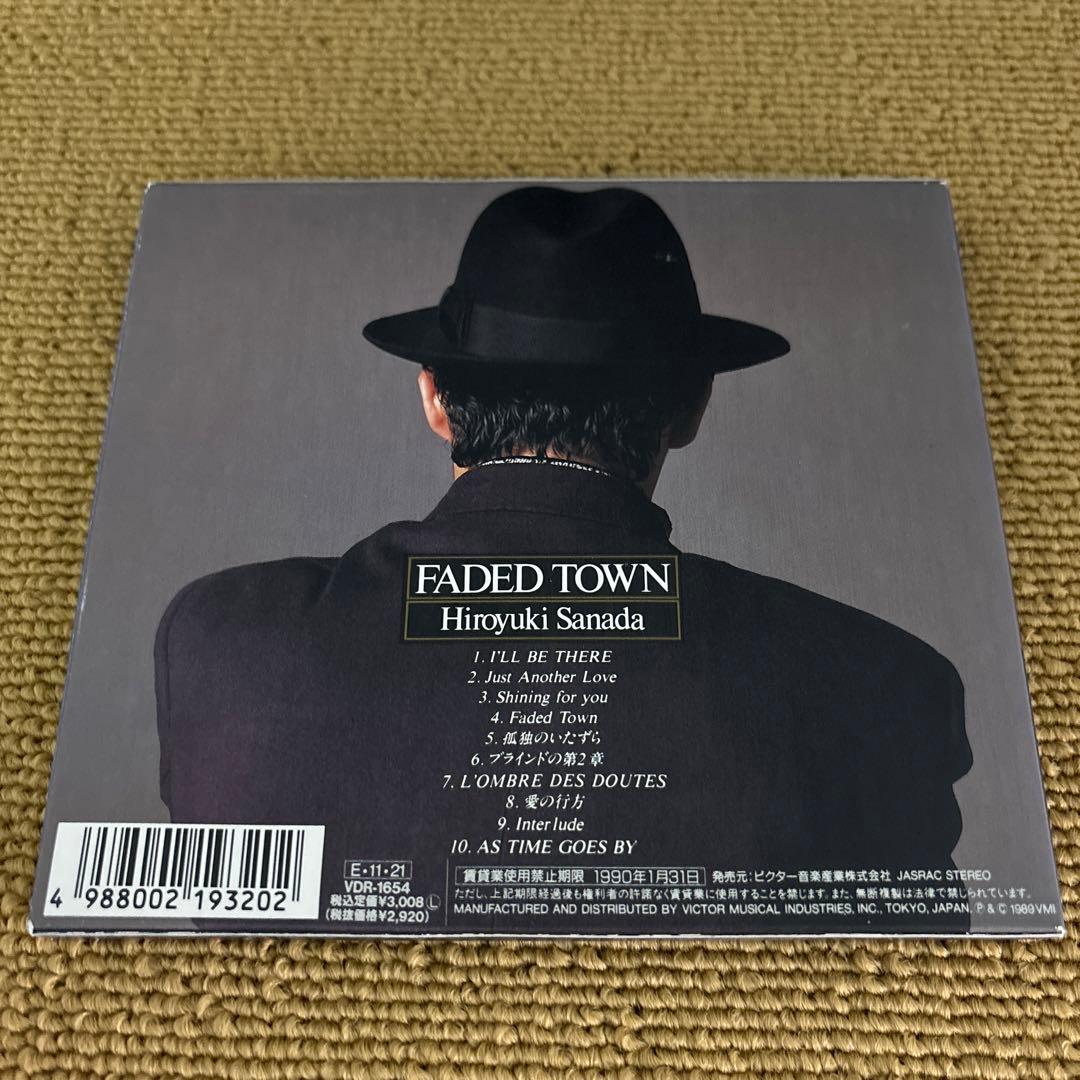 FADED TOWN
Hiroyuki Sanada
1. I'LL BE THERE
2. Just Another Love
3. Shining for you
4. Faded Town
5. 孤独のいたずら
6. ブラインドの第2章
7. L'OMBRE DES DOUTES
8. 愛の行方
9. Interlude
10. AS TIME GOES BY
4 988002 193202
E・11・21
VDR-1654
税込定価¥3,008 Ⓛ
(税抜価格¥2,920)
賃貸業使用禁止期限 1990年1月31日 発売元:ビクター音楽産業株式会社 JASRAC STEREO
ただし、上記期限経過後も権利者の許諾なく賃貸業に使用することを禁じます。また、無断複製は法律で禁じられています。
MANUFACTURED AND DISTRIBUTED BY VICTOR MUSICAL INDUSTRIES, INC., TOKYO, JAPAN. Ⓟ & © 1989 VMI